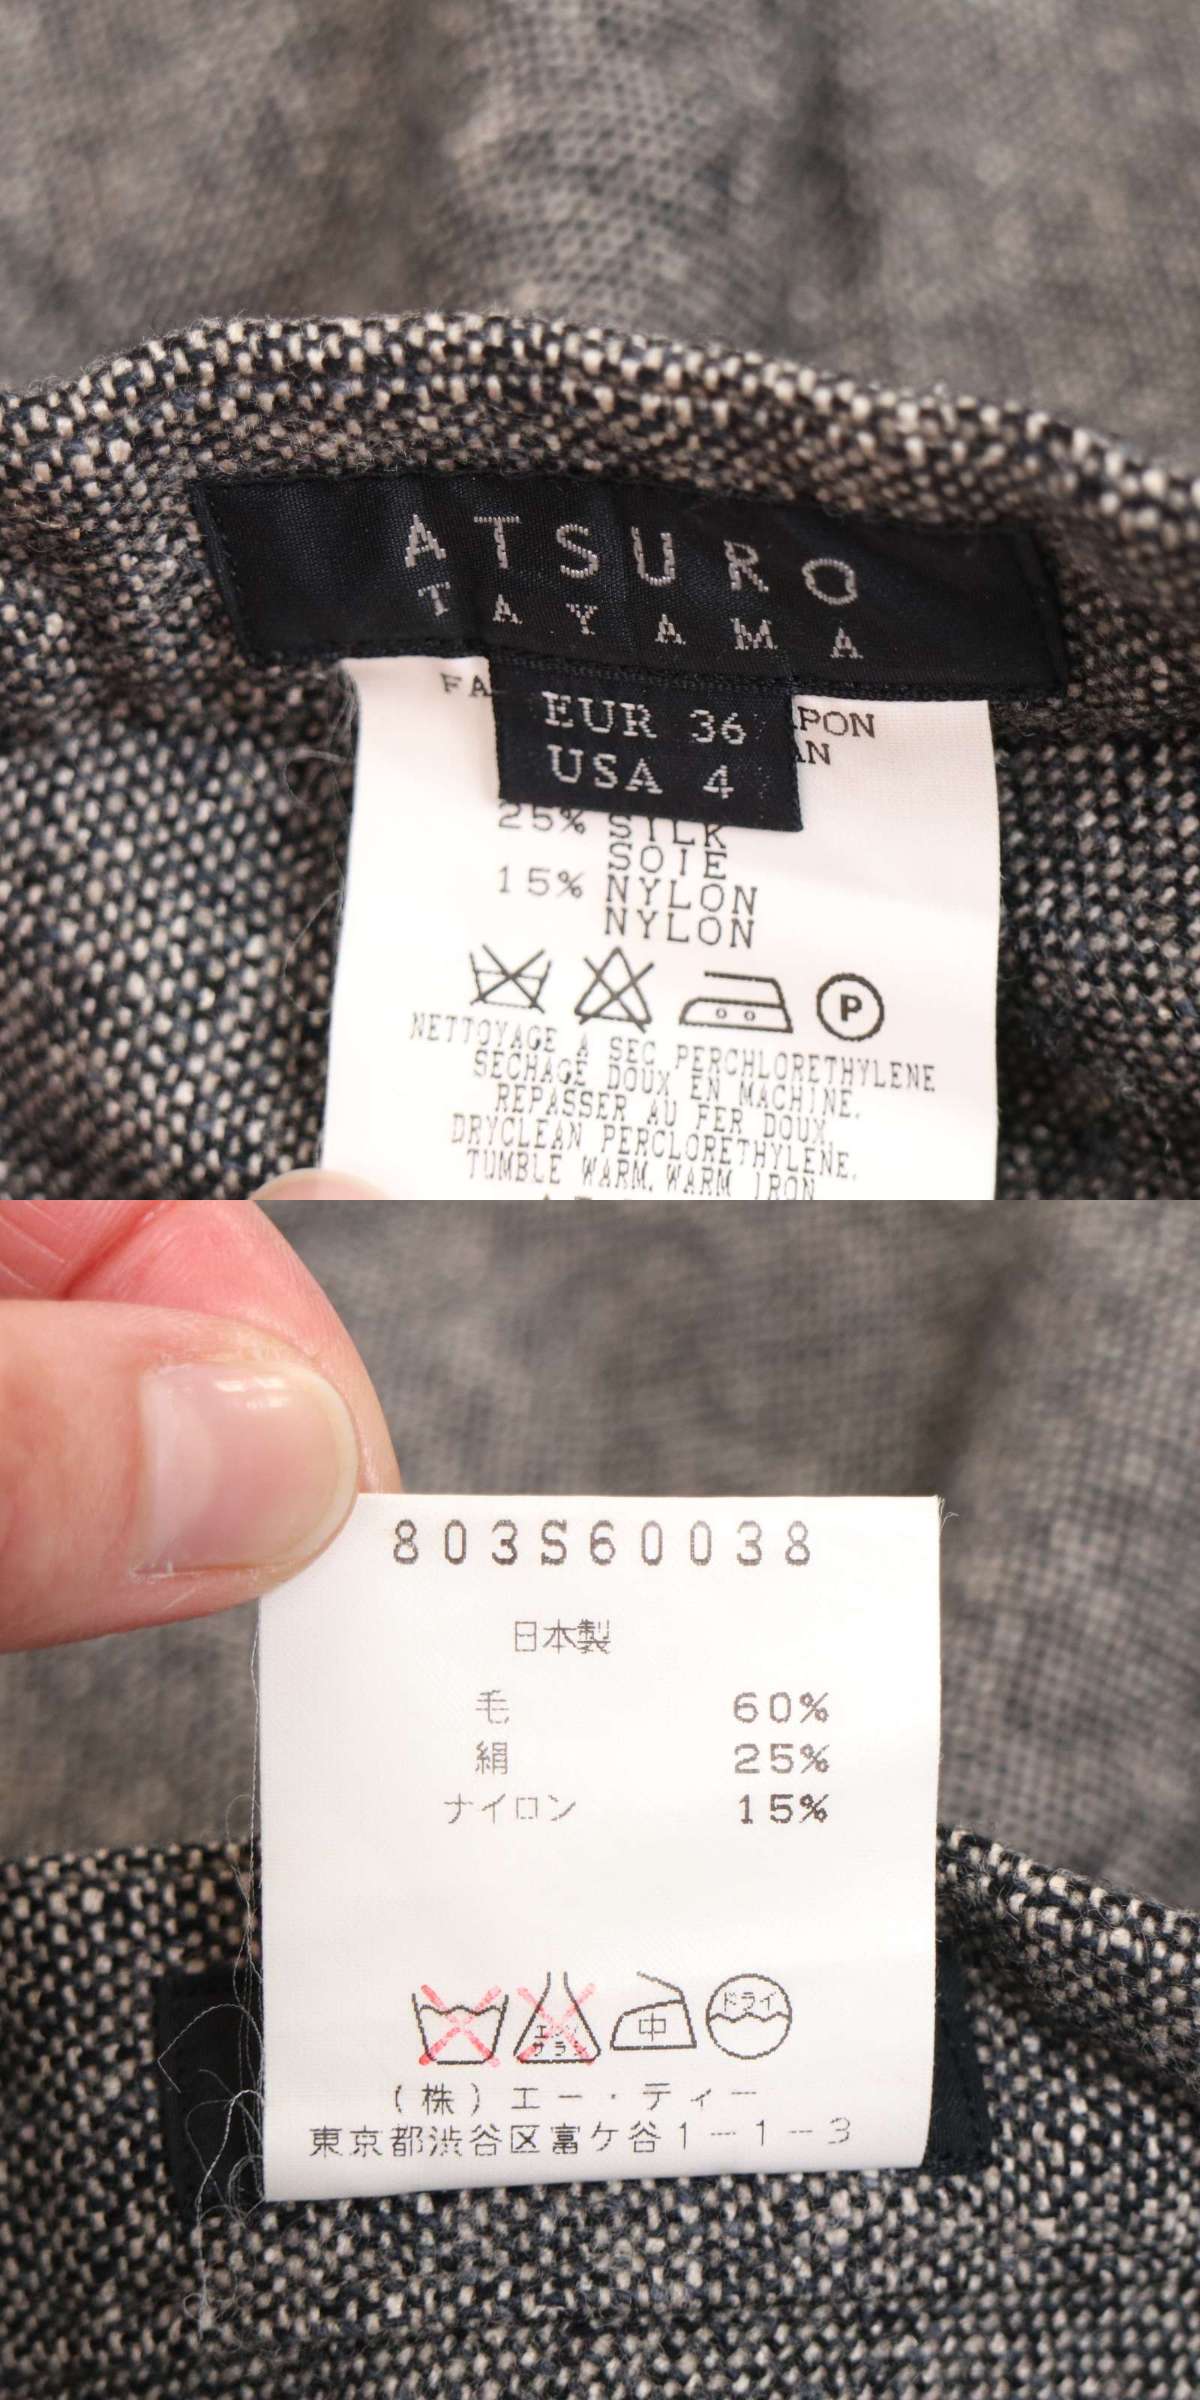 ATSURO
TAYAMA
EUR 36
USA 4
25% SILK
SOIE
15% NYLON
NYLON
P
NETTOYAGE A SEC PERCHLORETHYLENE
SECHAGE DOUX EN MACHINE.
REPASSER AU FER DOUX
DRYCLEAN PERCLORETHYLENE.
TUMBLE WARM. WARM IRON
803S60038
日本製
毛 60%
絹 25%
ナイロン 15%
中 ドライ
(株)エー・ティー
東京都渋谷区富ケ谷1-1-3